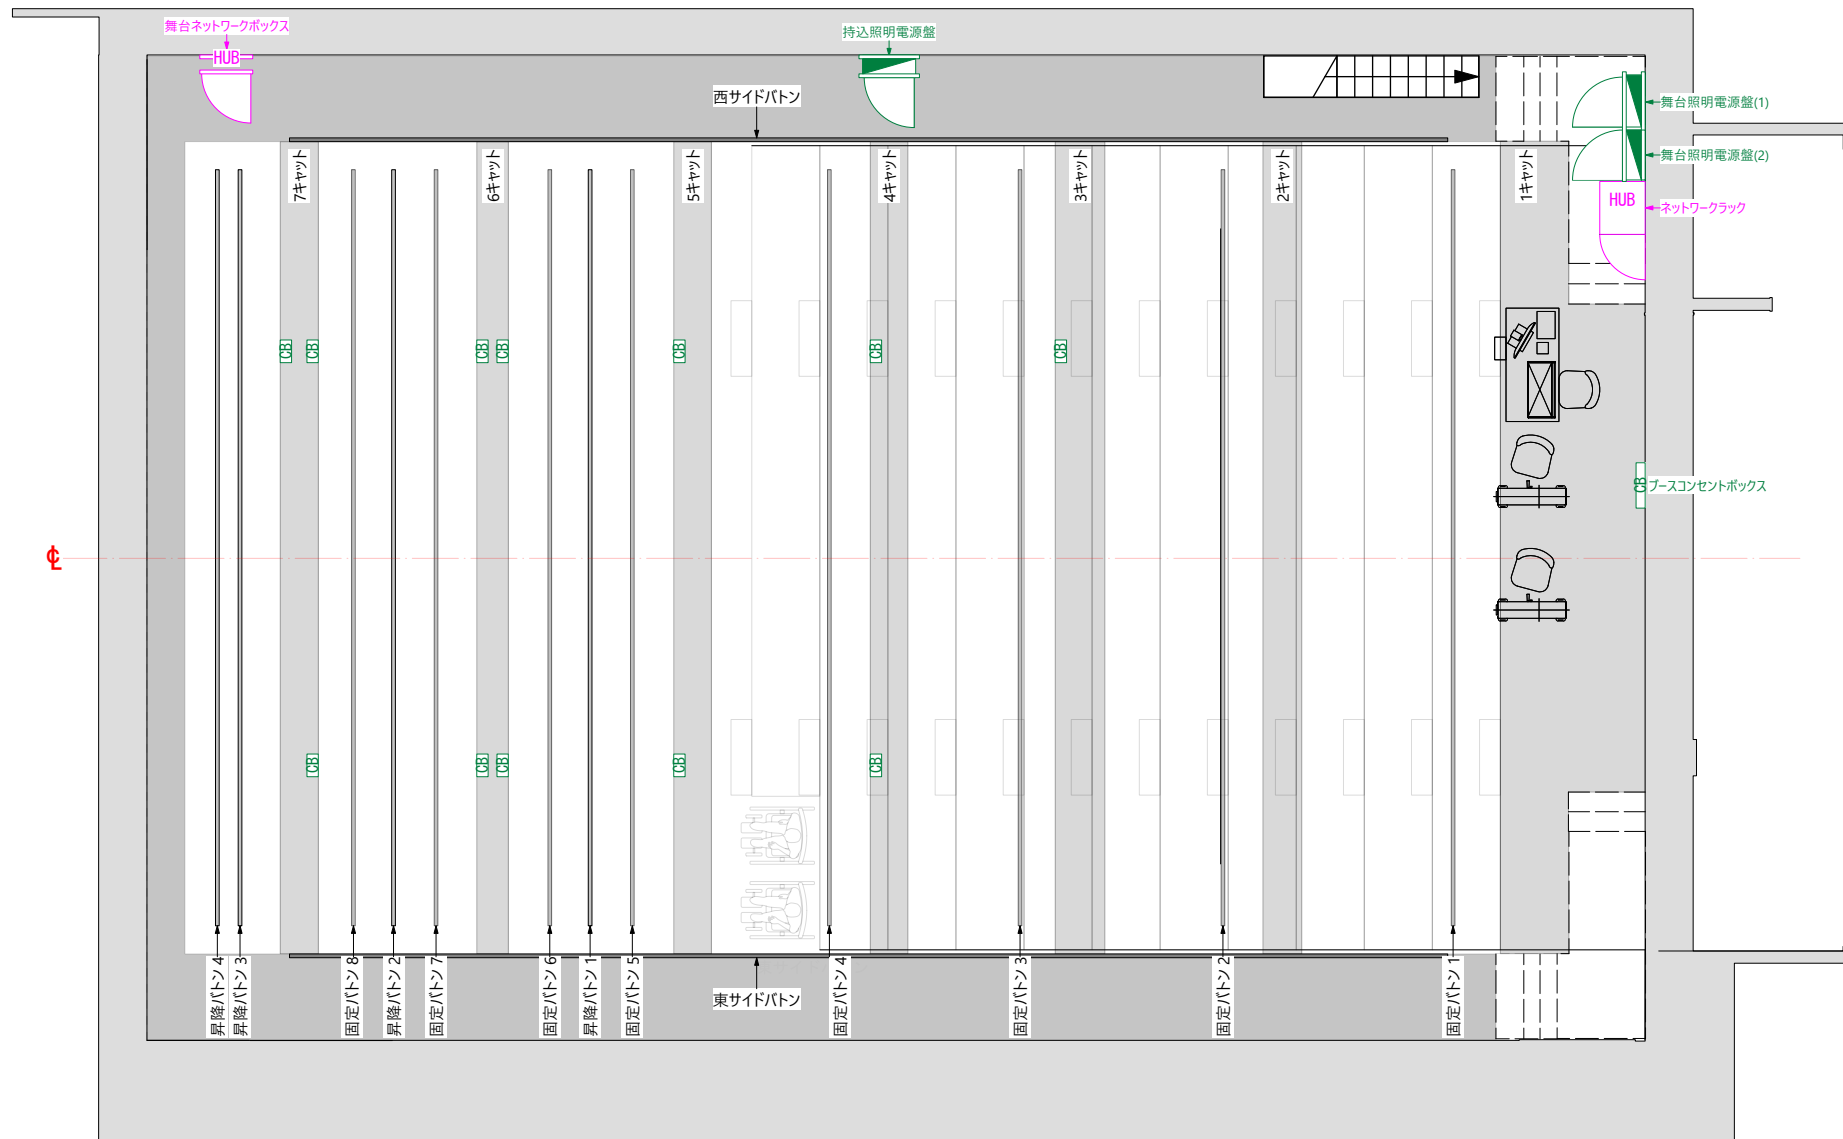 舞台ネットワークボックス
HUB
持込照明電源盤
西サイドバトン
舞台照明電源盤(1)
舞台照明電源盤(2)
HUB
ネットワークラック
7キャット
6キャット
5キャット
4キャット
3キャット
2キャット
1キャット
CB
CB
CB
CB
CB
CB
CB
CB
ブースコンセントボックス
CL
CB
CB
CB
CB
CB
昇降バトン 4
昇降バトン 3
固定バトン 8
昇降バトン 2
固定バトン 7
固定バトン 6
昇降バトン 1
固定バトン 5
東サイドバトン
固定バトン 4
固定バトン 3
固定バトン 2
固定バトン 1